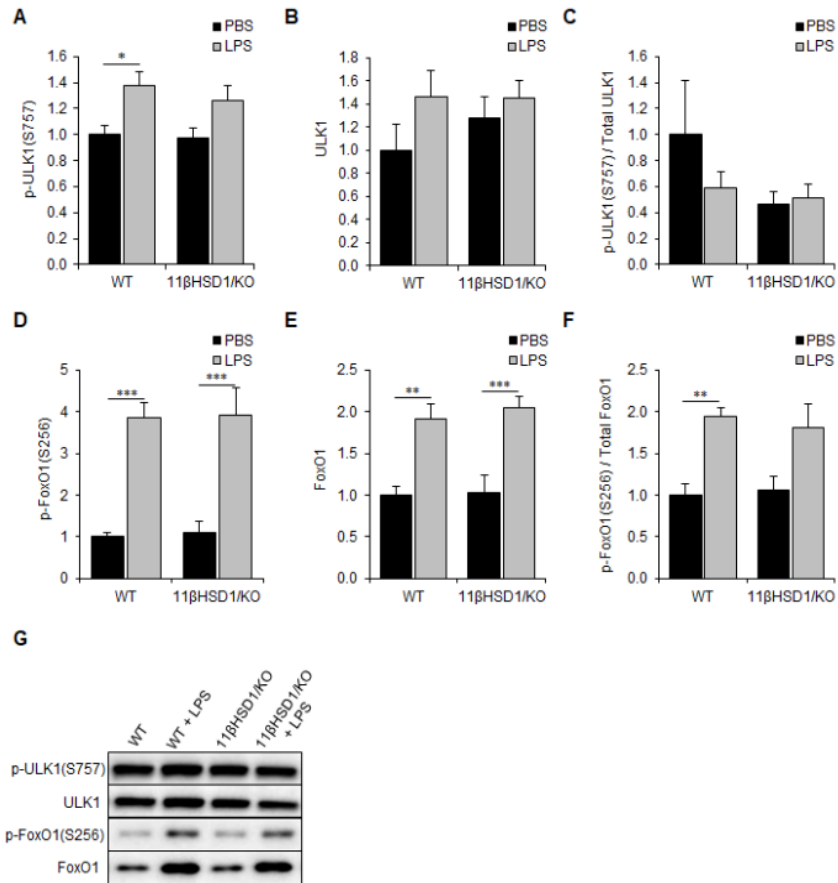 A
PBS
LPS
p-ULK1(S757)
1.6
1.4
1.2
1.0
0.8
0.6
0.4
0.2
0.0
*
WT
11βHSD1/KO
B
PBS
LPS
ULK1
2.0
1.8
1.6
1.4
1.2
1.0
0.8
0.6
0.4
0.2
0.0
WT
11βHSD1/KO
C
PBS
LPS
p-ULK1(S757) / Total ULK1
1.6
1.4
1.2
1.0
0.8
0.6
0.4
0.2
0.0
WT
11βHSD1/KO
D
PBS
LPS
p-FoxO1(S256)
5
4
3
2
1
0
***
***
WT
11βHSD1/KO
E
PBS
LPS
FoxO1
2.5
2.0
1.5
1.0
0.5
0.0
**
***
WT
11βHSD1/KO
F
PBS
LPS
p-FoxO1(S256) / Total FoxO1
2.5
2.0
1.5
1.0
0.5
0.0
**
WT
11βHSD1/KO
G
WT
WT + LPS
11βHSD1/KO
11βHSD1/KO
+ LPS
p-ULK1(S757)
ULK1
p-FoxO1(S256)
FoxO1